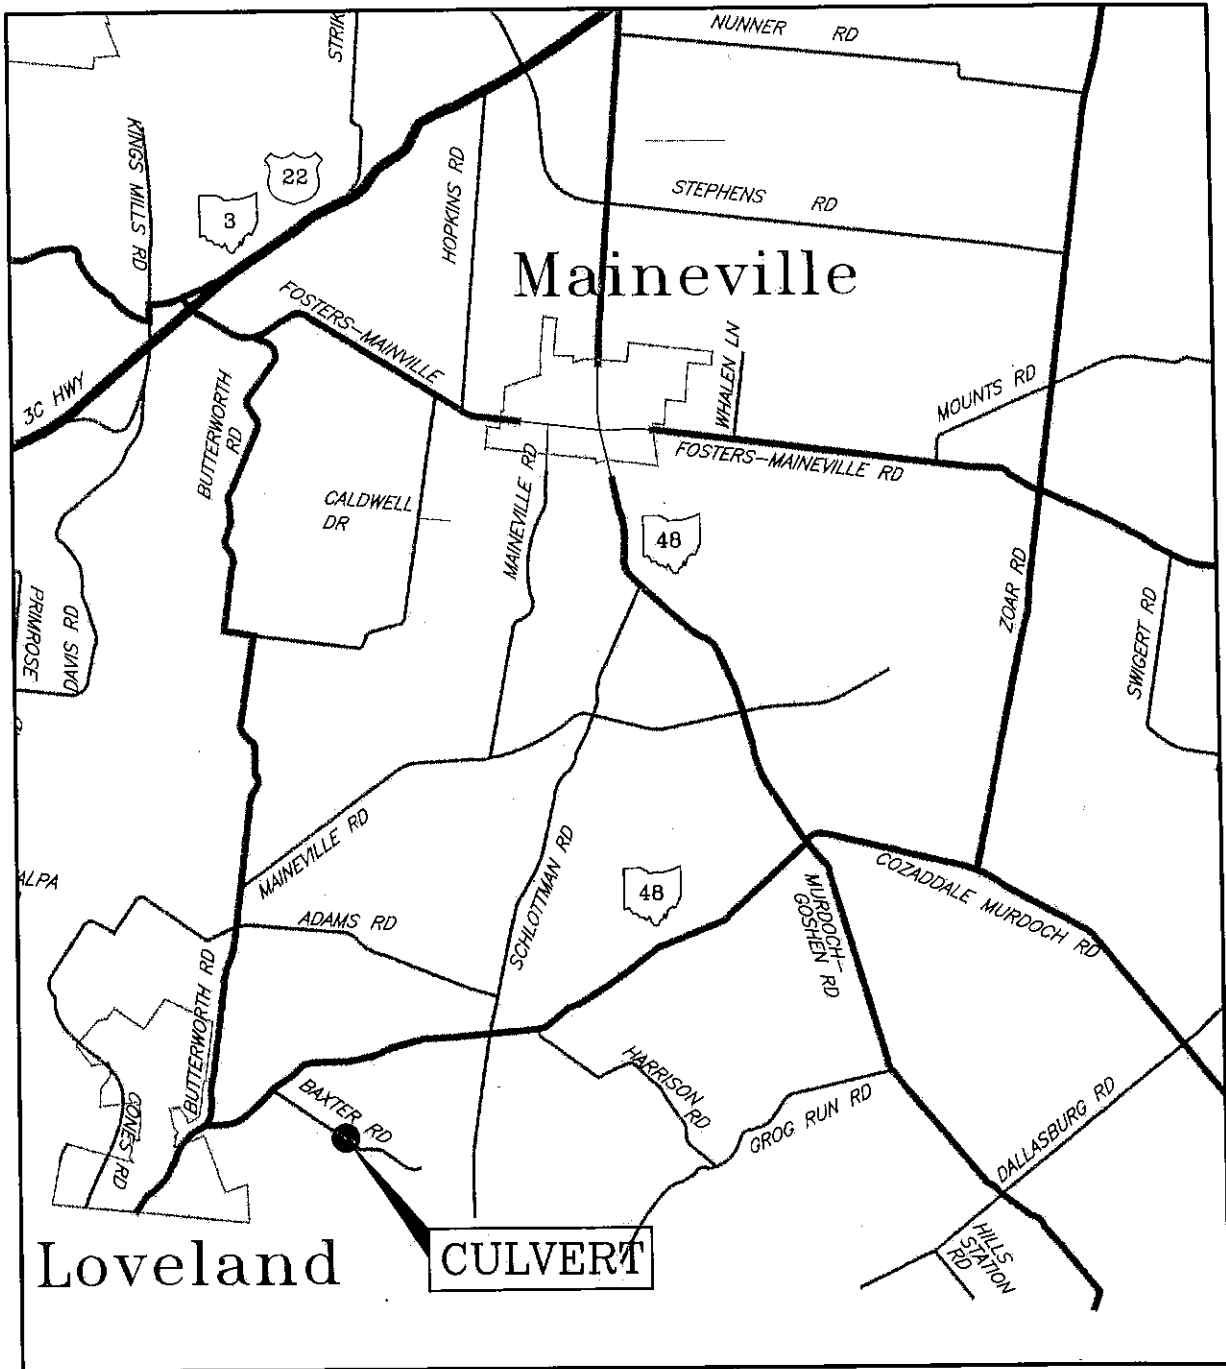 NUNNER RD
STRIK
KINGS MILLS RD
22
3
HOPKINS RD
STEPHENS RD
Maineville
FOSTERS-MAINVILLE
WHALEN LN
3C HWY
BUTTERWORTH
RD
MOUNTS RD
MAINEVILLE RD
FOSTERS-MAINEVILLE RD
CALDWELL
DR
48
ZOAR RD
PRIMROSE
DAVIS RD
SWIGERT RD
MAINEVILLE RD
SCHLOTTMAN RD
ALPA
48
COZADDALE MURDOCH RD
MURDOCH-
GOSHEN RD
ADAMS RD
BUTTERWORTH RD
HARRISON
RD
BAXTER RD
CONES RD
GROG RUN RD
DALLASBURG RD
HILLS
STATION
RD
Loveland
CULVERT